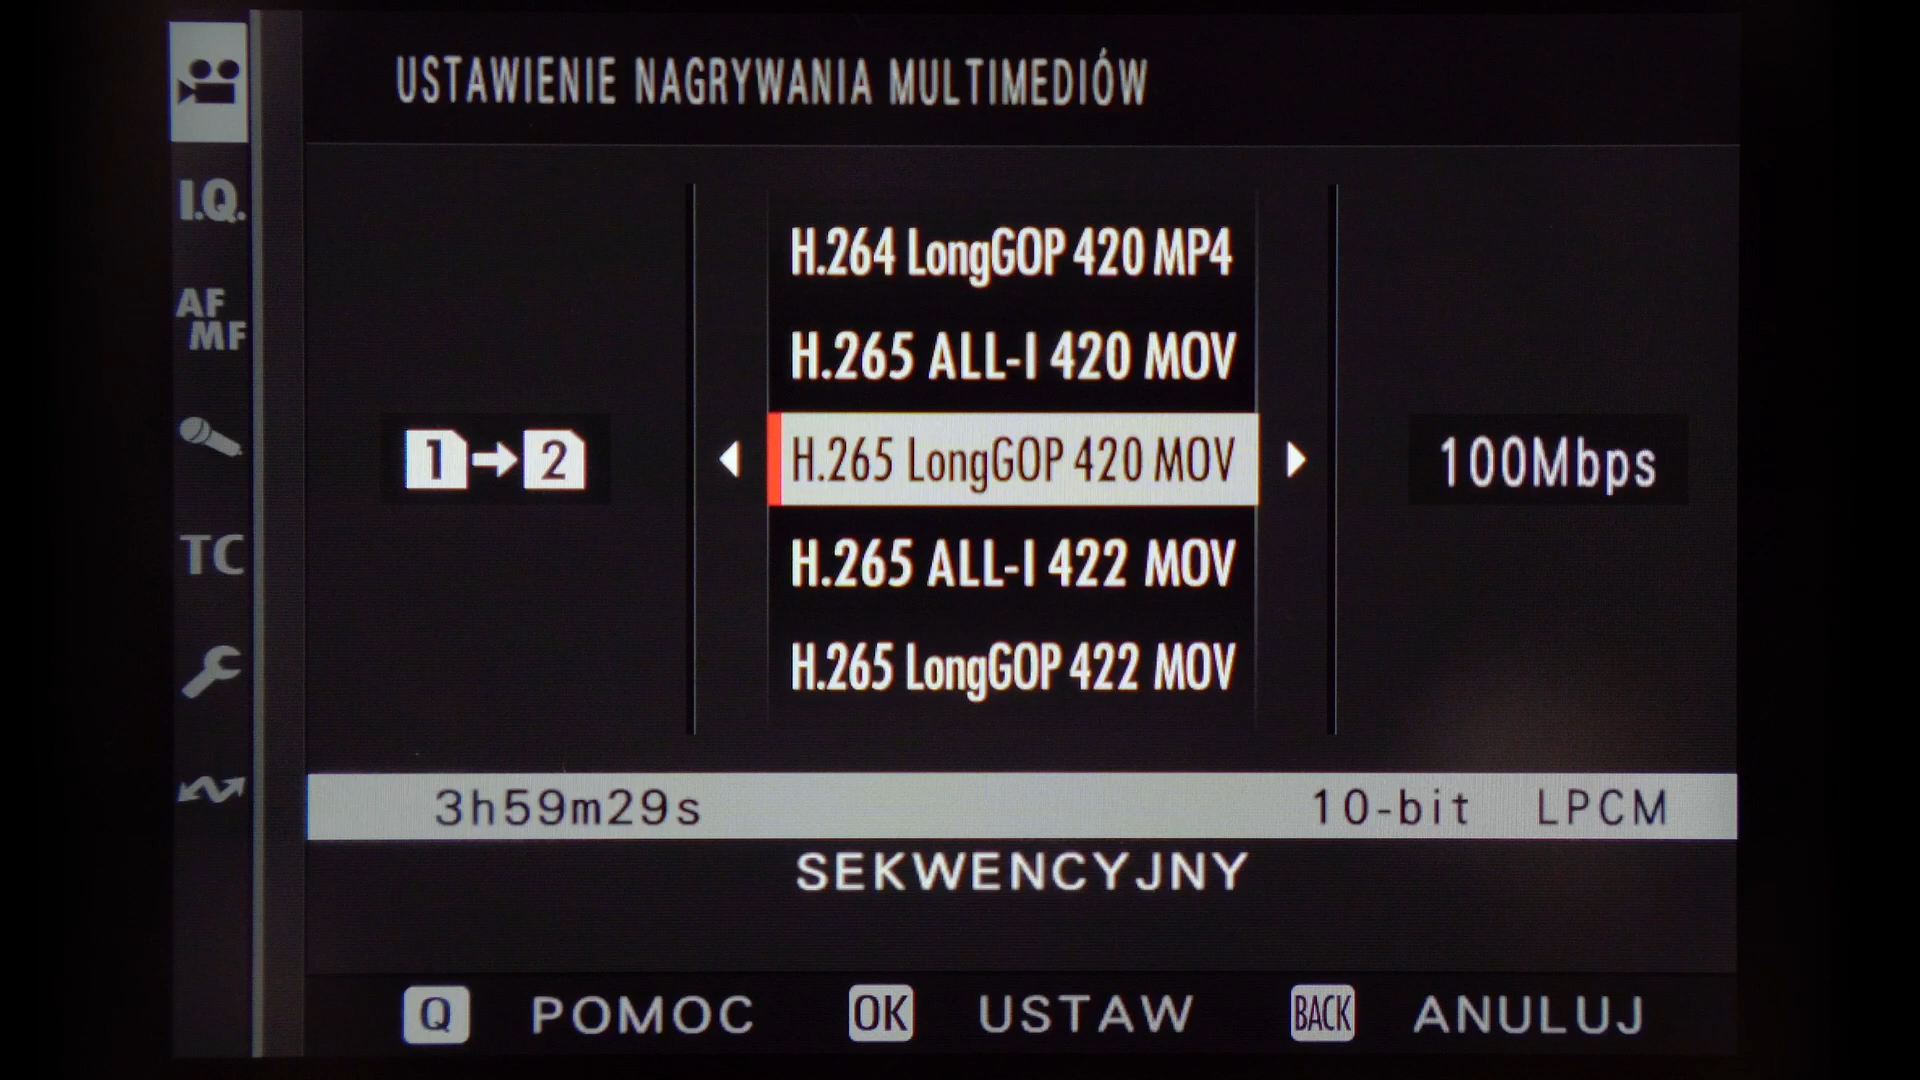 USTAWIENIE NAGRYWANIA MULTIMEDIÓW
I.Q.
AF
MF
TC
1 2
H.264 LongGOP 420 MP4
H.265 ALL-I 420 MOV
H.265 LongGOP 420 MOV
H.265 ALL-I 422 MOV
H.265 LongGOP 422 MOV
100Mbps
3h59m29s 10-bit LPCM
SEKWENCYJNY
Q POMOC OK USTAW BACK ANULUJ